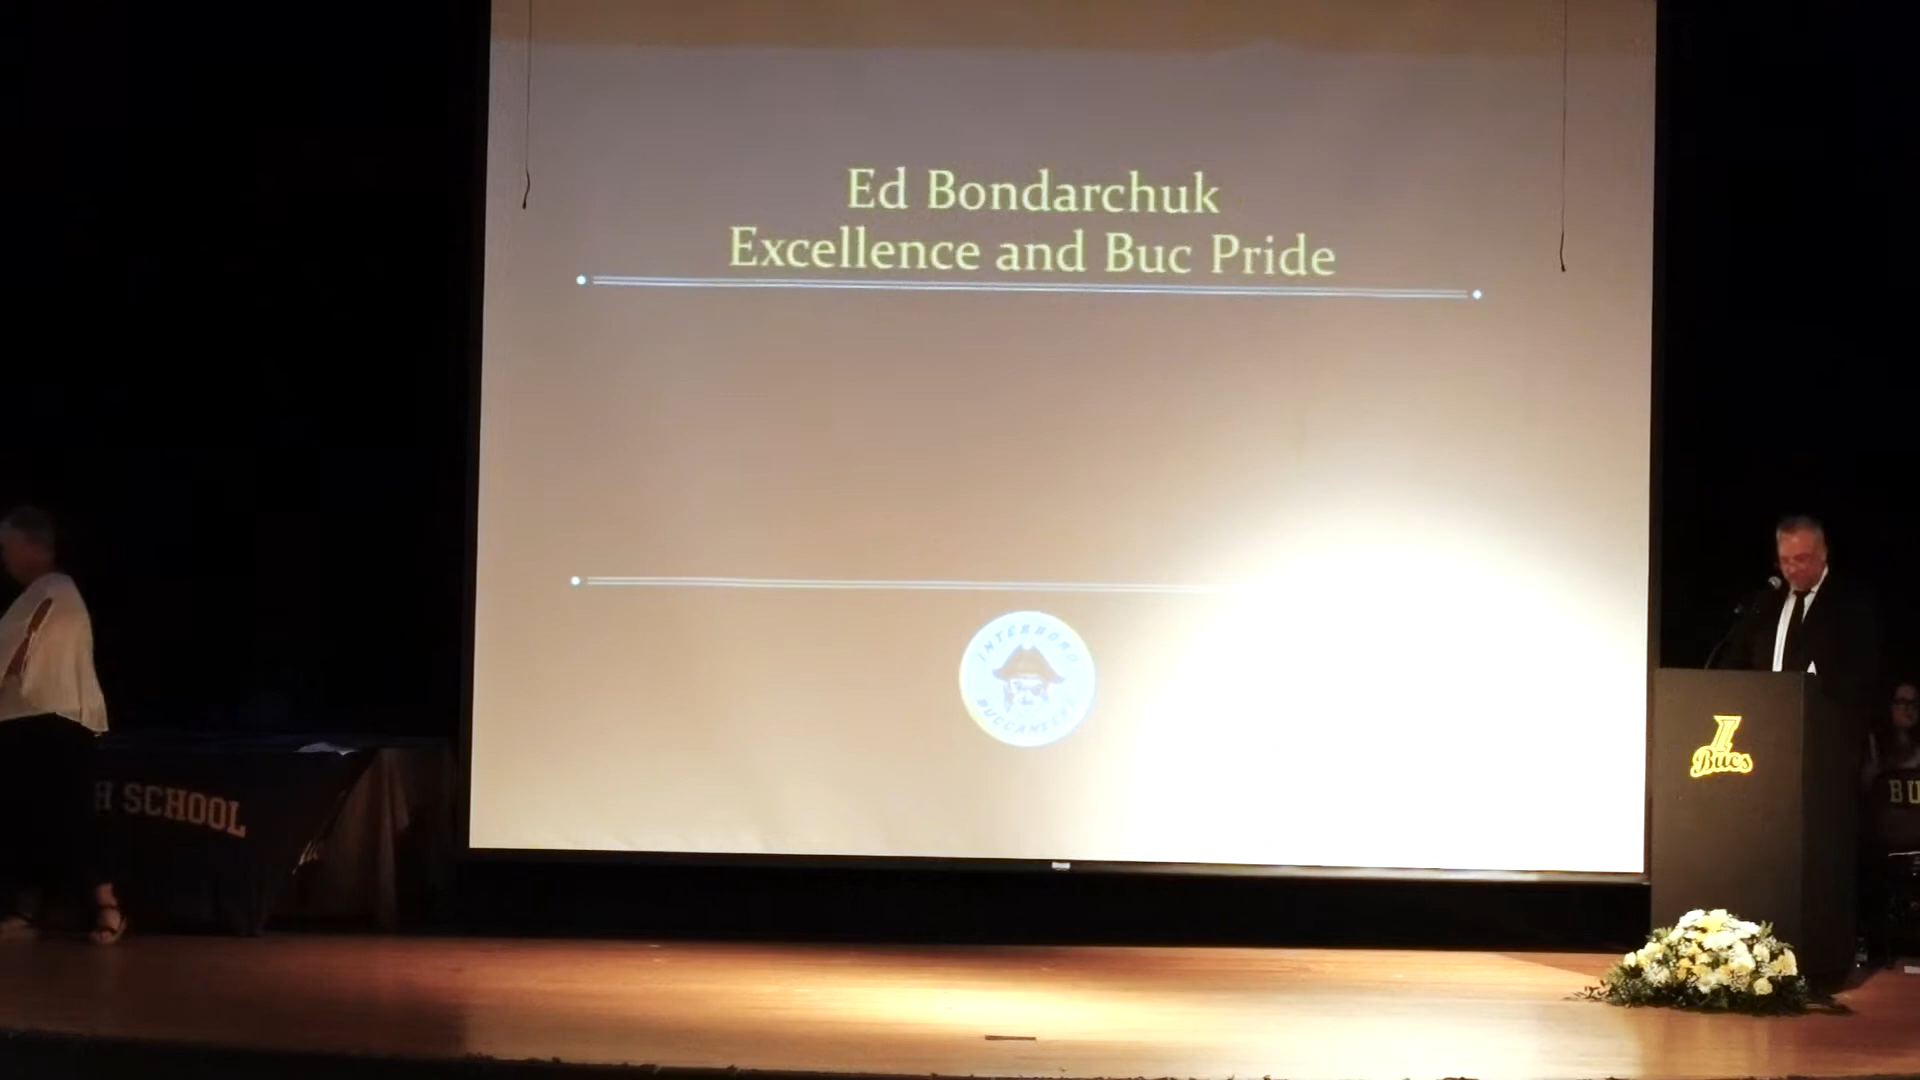 Ed Bondarchuk
Excellence and Buc Pride
INTERBORO
BUCCANEERS
H SCHOOL
I
Bucs
BU